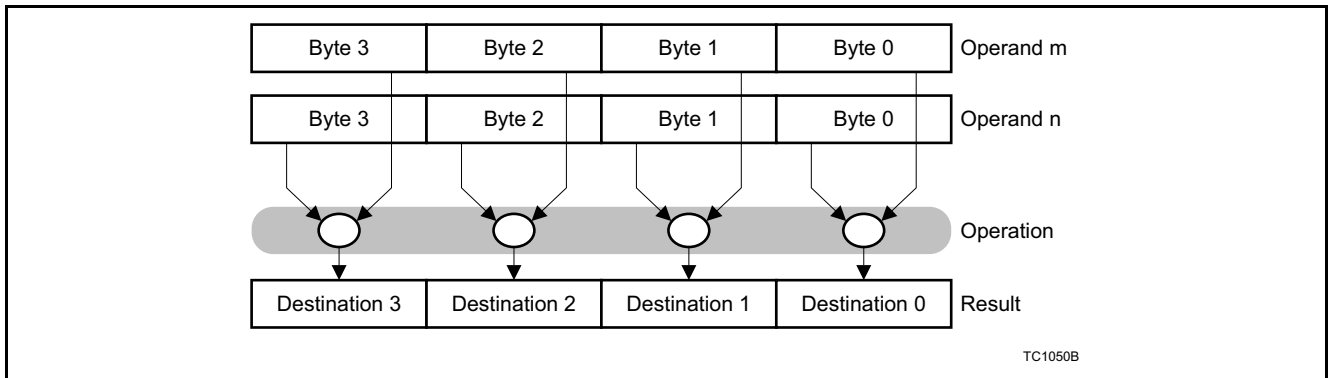 Byte 3 Byte 2 Byte 1 Byte 0 Operand m
Byte 3 Byte 2 Byte 1 Byte 0 Operand n
Operation
Destination 3 Destination 2 Destination 1 Destination 0 Result
TC1050B